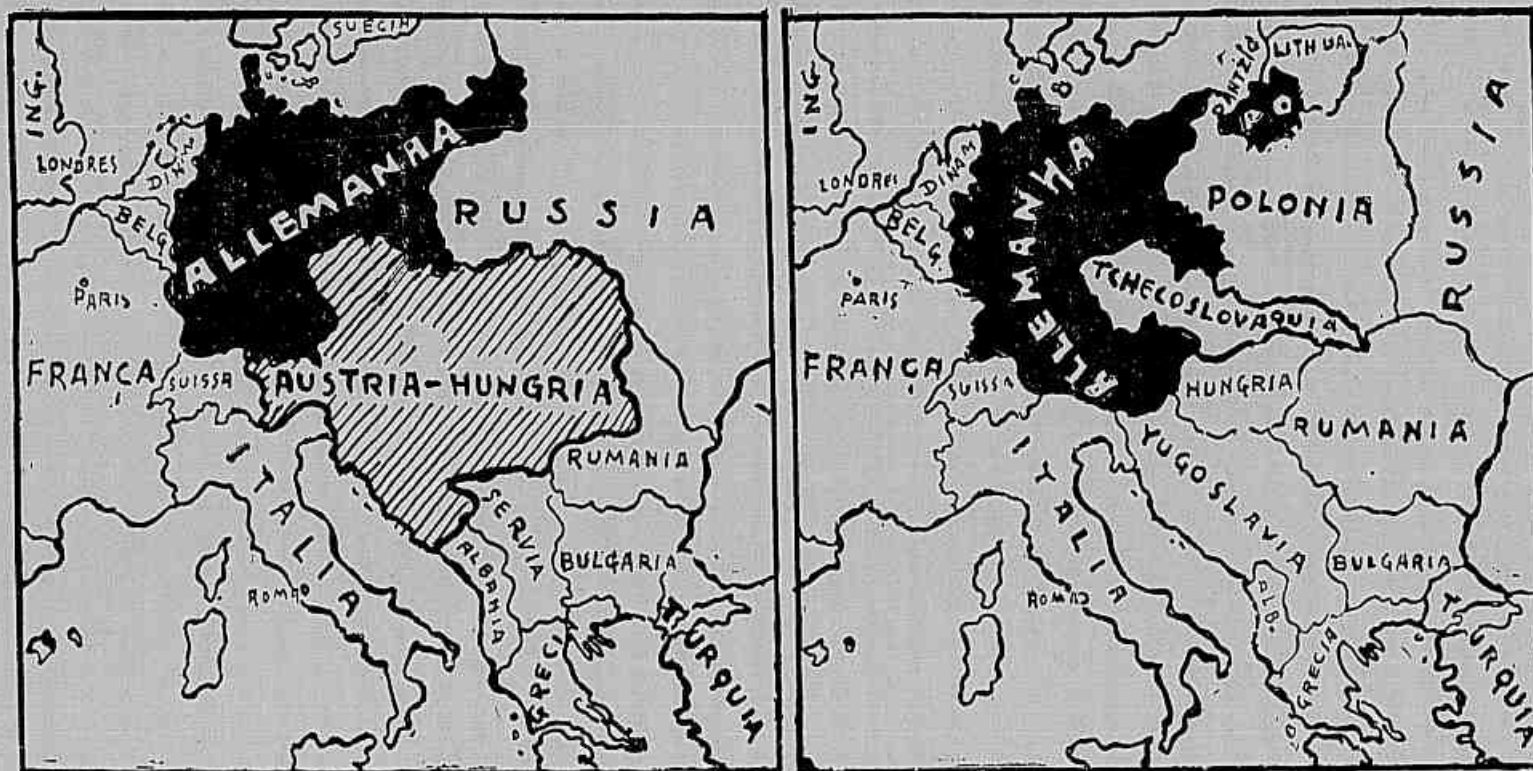 SUECIA
ING.
LONDRES
DINAM
BELG.
ALLEMANHA
RUSSIA
PARIS
FRANÇA
SUISSA
AUSTRIA-HUNGRIA
ITALIA
RUMANIA
SERVIA
ALBANIA
BULGARIA
ROMA
GRECI
TURQUIA
ING.
LONDRES
DINAM
BELG.
ALLEMANHA
DANTZIG
LITHUA.
RUSSIA
POLONIA
PARIS
TCHECOSLOVAQUIA
FRANÇA
SUISSA
HUNGRIA
RUMANIA
ITALIA
YUGOSLAVIA
BULGARIA
ROMA
ALB.
GRECIA
TURQUIA